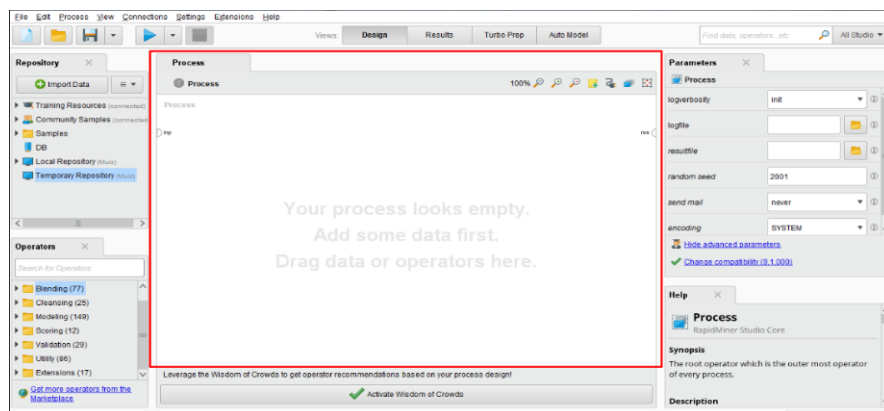 File Edit Process View Connections Settings Extensions Help
Views: Design Results Turbo Prep Auto Model
Find data, operators...etc
All Studio
Repository
Import Data
Training Resources (connected)
Community Samples (connected
Samples
DB
Local Repository (Muiz)
Temporary Repository (Muiz)
Operators
Search for Operators
Blending (77)
Cleansing (25)
Modeling (149)
Scoring (12)
Validation (29)
Utility (86)
Extensions (17)
Get more operators from the
Marketplace
Process
Process
100%
Process
inp
res
Your process looks empty.
Add some data first.
Drag data or operators here.
Leverage the Wisdom of Crowds to get operator recommendations based on your process design!
Activate Wisdom of Crowds
Parameters
Process
logverbosity
init
logfile
resultfile
random seed
2001
send mail
never
encoding
SYSTEM
Hide advanced parameters
Change compatibility (9.1.000)
Help
Process
RapidMiner Studio Core
Synopsis
The root operator which is the outer most operator
of every process.
Description